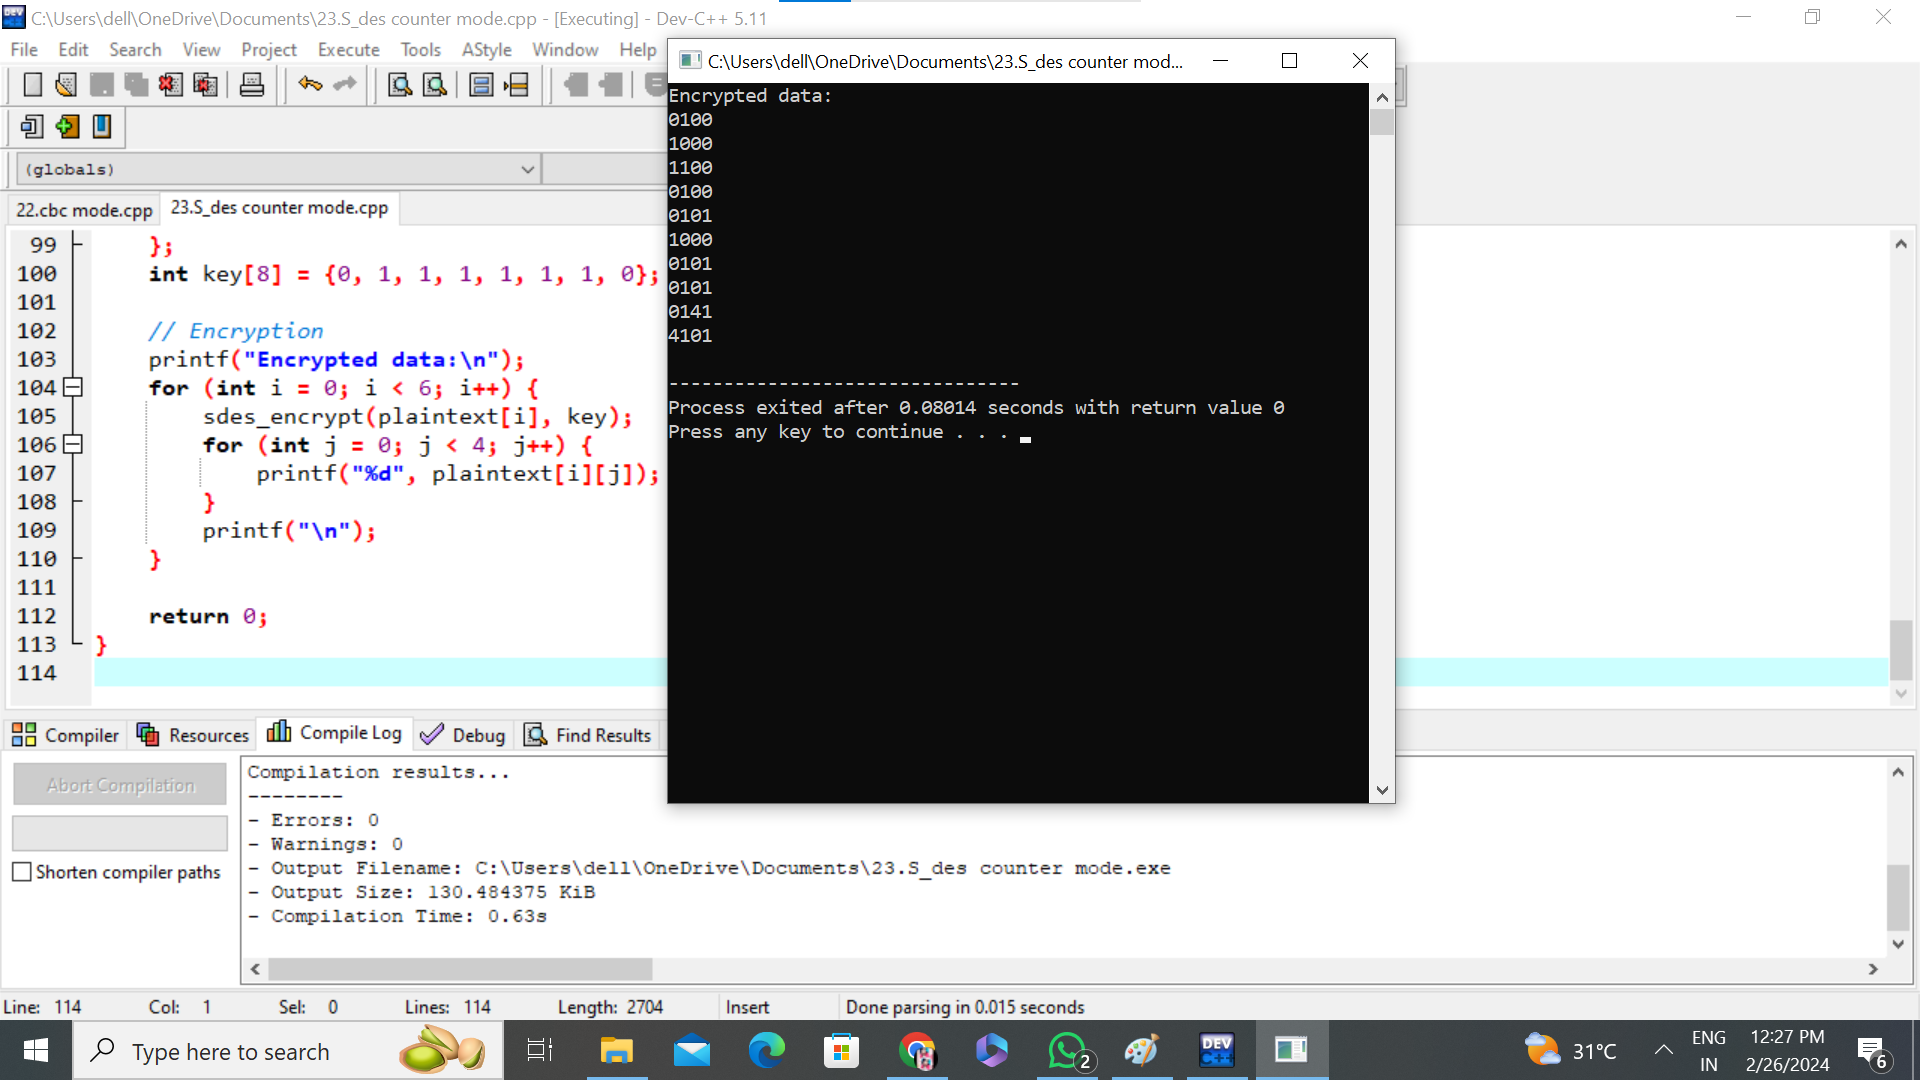 C:\Users\dell\OneDrive\Documents\23.S_des counter mode.cpp - [Executing] - Dev-C++ 5.11
File Edit Search View Project Execute Tools AStyle Window Help
(globals)
22.cbc mode.cpp 23.S_des counter mode.cpp
99 };
100 int key[8] = {0, 1, 1, 1, 1, 1, 1, 0};
101
102 // Encryption
103 printf("Encrypted data:\n");
104 for (int i = 0; i < 6; i++) {
105 sdes_encrypt(plaintext[i], key);
106 for (int j = 0; j < 4; j++) {
107 printf("%d", plaintext[i][j]);
108 }
109 printf("\n");
110 }
111
112 return 0;
113 }
114
C:\Users\dell\OneDrive\Documents\23.S_des counter mod...
Encrypted data:
0100
1000
1100
0100
0101
1000
0101
0101
0141
4101
--------------------------------
Process exited after 0.08014 seconds with return value 0
Press any key to continue . . .
Compiler Resources Compile Log Debug Find Results
Abort Compilation
Shorten compiler paths
Compilation results...
--------
- Errors: 0
- Warnings: 0
- Output Filename: C:\Users\dell\OneDrive\Documents\23.S_des counter mode.exe
- Output Size: 130.484375 KiB
- Compilation Time: 0.63s
Line: 114 Col: 1 Sel: 0 Lines: 114 Length: 2704 Insert Done parsing in 0.015 seconds
Type here to search
DEV
C++
2
31°C
ENG
IN
12:27 PM
2/26/2024
6